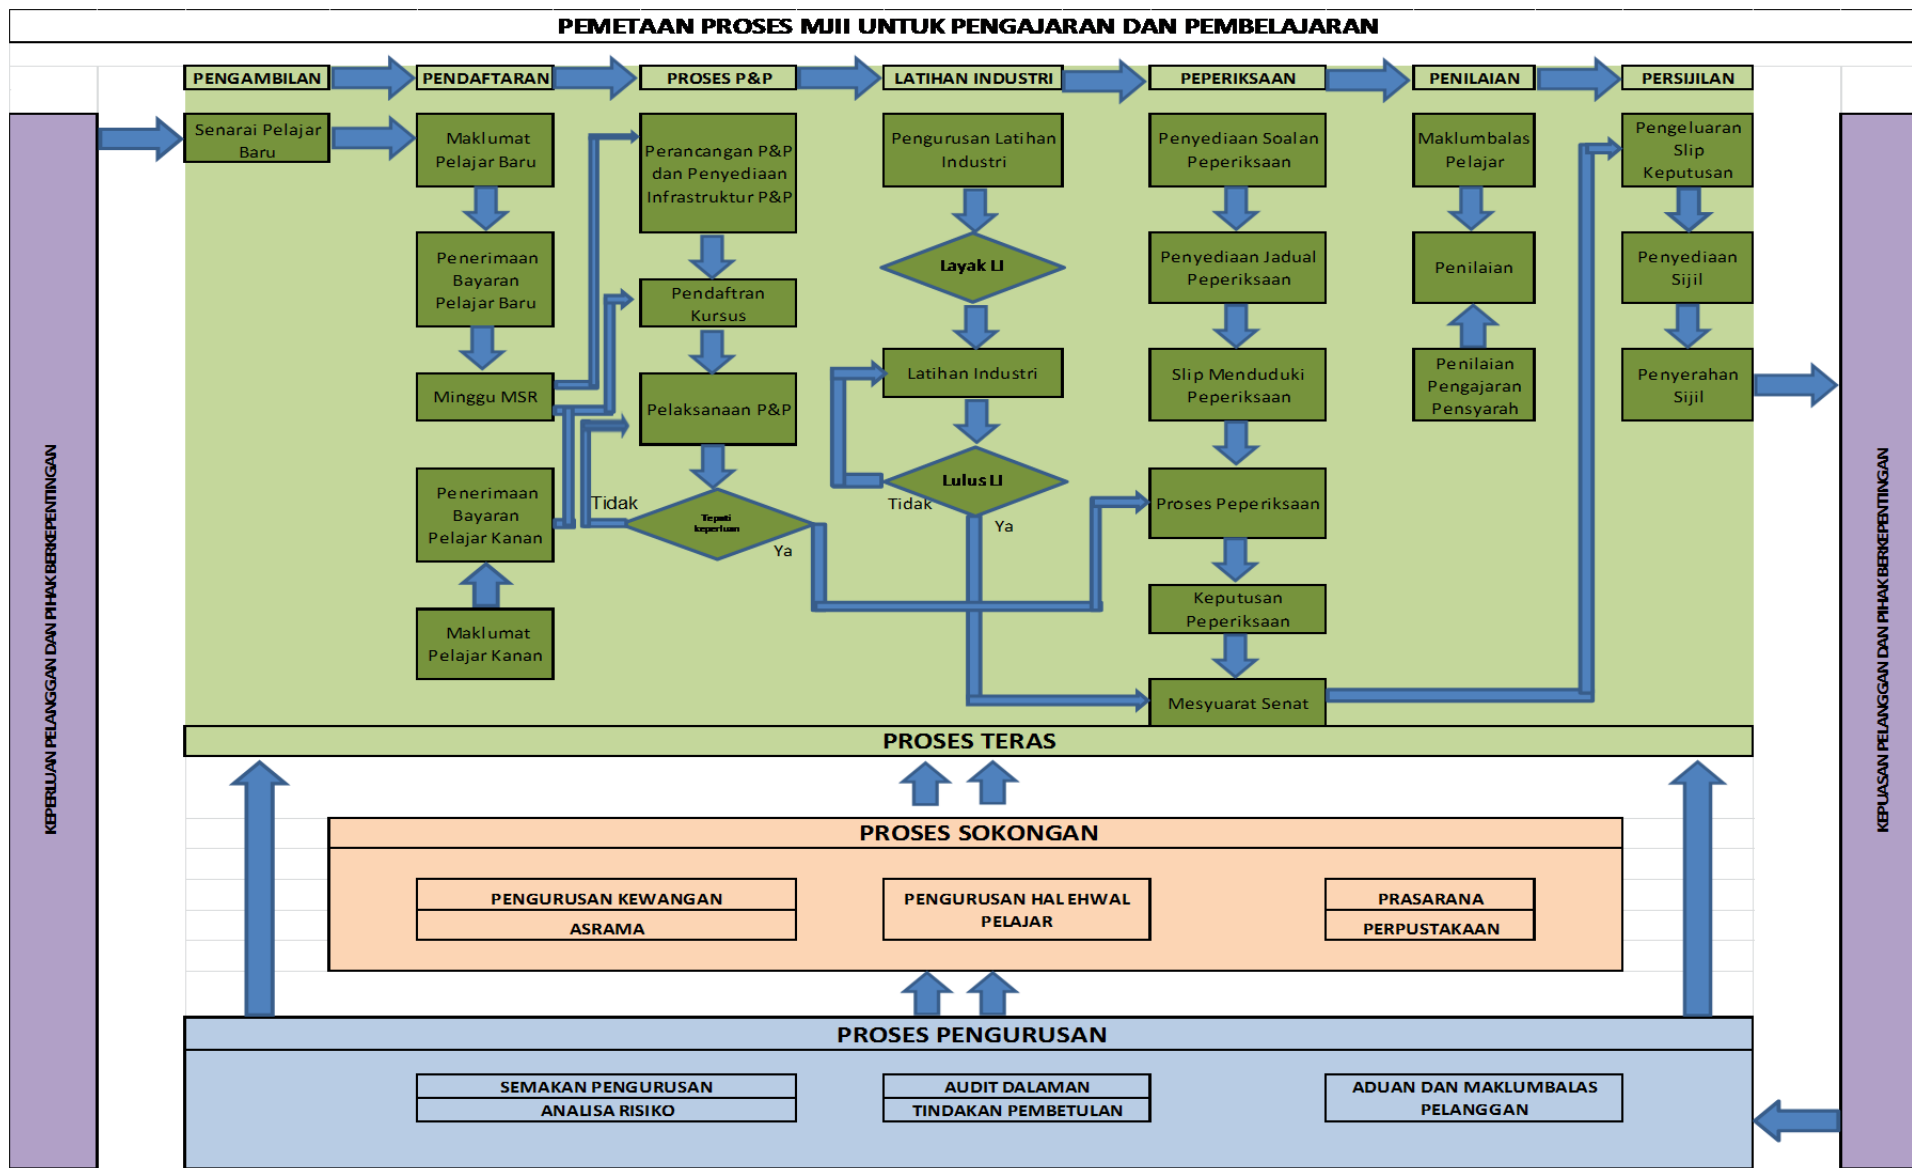 PEMETAAN PROSES MJII UNTUK PENGAJARAN DAN PEMBELAJARAN
PENGAMBILAN
PENDAFTARAN
PROSES P&P
LATIHAN INDUSTRI
PEPERIKSAAN
PENILAIAN
PERSIJILAN
KEPERLUAN PELANGGAN DAN PIHAK BERKEPENTINGAN
Senarai Pelajar
Baru
Maklumat
Pelajar Baru
Penerimaan
Bayaran
Pelajar Baru
Minggu MSR
Penerimaan
Bayaran
Pelajar Kanan
Maklumat
Pelajar Kanan
Perancangan P&P
dan Penyediaan
Infrastruktur P&P
Pendaftran
Kursus
Pelaksanaan P&P
Tidak
Tepati
keperluan
Ya
Pengurusan Latihan
Industri
Layak LI
Latihan Industri
Lulus LI
Tidak
Ya
Penyediaan Soalan
Peperiksaan
Penyediaan Jadual
Peperiksaan
Slip Menduduki
Peperiksaan
Proses Peperiksaan
Keputusan
Peperiksaan
Mesyuarat Senat
Maklumbalas
Pelajar
Penilaian
Penilaian
Pengajaran
Pensyarah
Pengeluaran
Slip
Keputusan
Penyediaan
Sijil
Penyerahan
Sijil
KEPUASAN PELANGGAN DAN PIHAK BERKEPENTINGAN
PROSES TERAS
PROSES SOKONGAN
PENGURUSAN KEWANGAN
ASRAMA
PENGURUSAN HAL EHWAL
PELAJAR
PRASARANA
PERPUSTAKAAN
PROSES PENGURUSAN
SEMAKAN PENGURUSAN
ANALISA RISIKO
AUDIT DALAMAN
TINDAKAN PEMBETULAN
ADUAN DAN MAKLUMBALAS
PELANGGAN